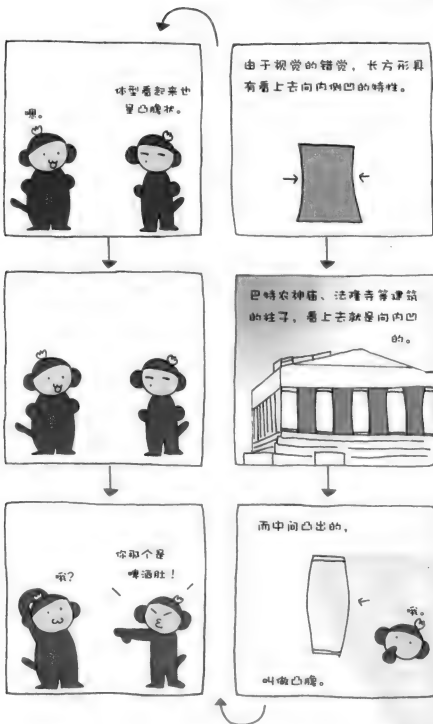 由于视觉的错觉，长方形具
有看上去向内侧凹的特性。
巴特农神庙、法隆寺等建筑
的柱子，看上去就是向内凹
的。
而中间凸出的，
哦。
叫做凸腹。
体型看起来也
呈凸腹状。
嗯。
你那个是
啤酒肚！
哦？